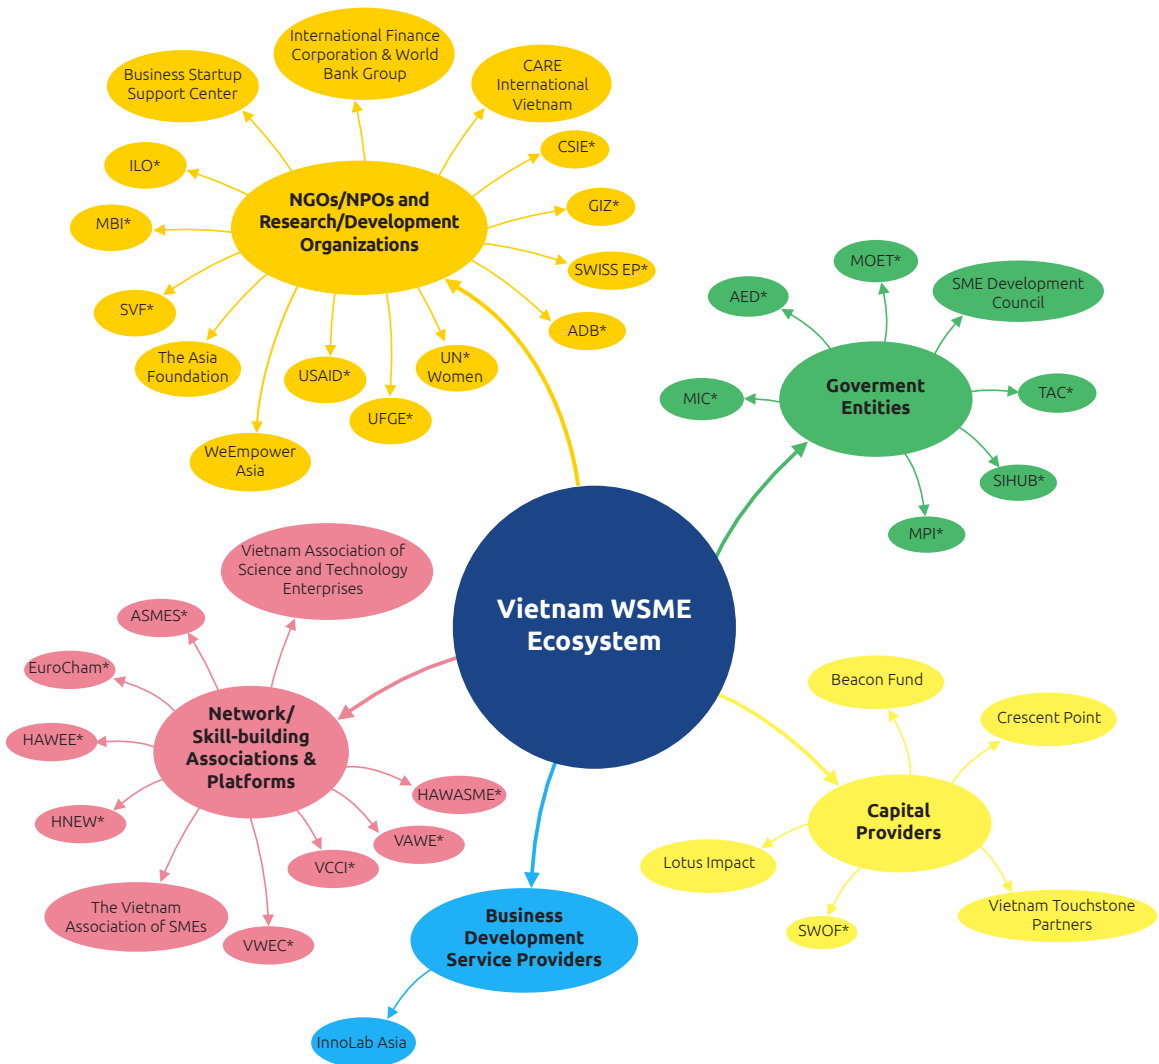 International Finance
Corporation & World
Bank Group
Business Startup
Support Center
CARE
International
Vietnam
CSIE*
ILO*
GIZ*
MBI*
NGOs/NPOs and
Research/Development
Organizations
SWISS EP*
SVF*
ADB*
The Asia
Foundation
USAID*
UN*
Women
UFGE*
WeEmpower
Asia
MOET*
SME Development
Council
AED*
Goverment
Entities
MIC*
TAC*
SIHUB*
MPI*
Vietnam WSME
Ecosystem
Vietnam Association of
Science and Technology
Enterprises
ASMES*
EuroCham*
HAWEE*
Network/
Skill-building
Associations &
Platforms
HAWASME*
HNEW*
VAWE*
VCCI*
The Vietnam
Association of SMEs
VWEC*
Business
Development
Service Providers
InnoLab Asia
Beacon Fund
Crescent Point
Capital
Providers
Lotus Impact
SWOF*
Vietnam Touchstone
Partners